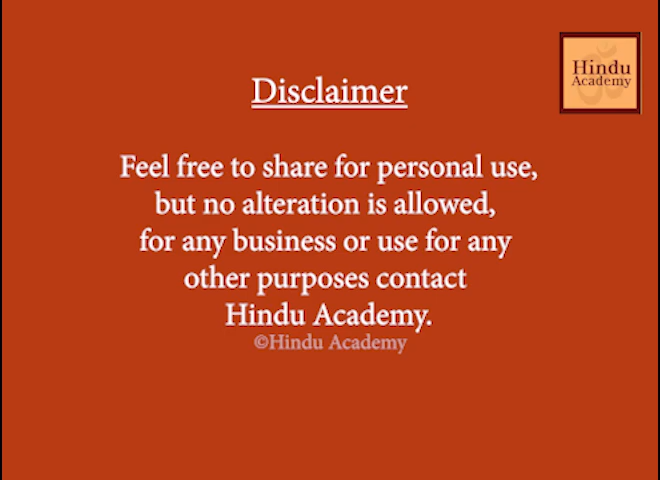 Hindu
Academy
Disclaimer
Feel free to share for personal use,
but no alteration is allowed,
for any business or use for any
other purposes contact
Hindu Academy.
©Hindu Academy